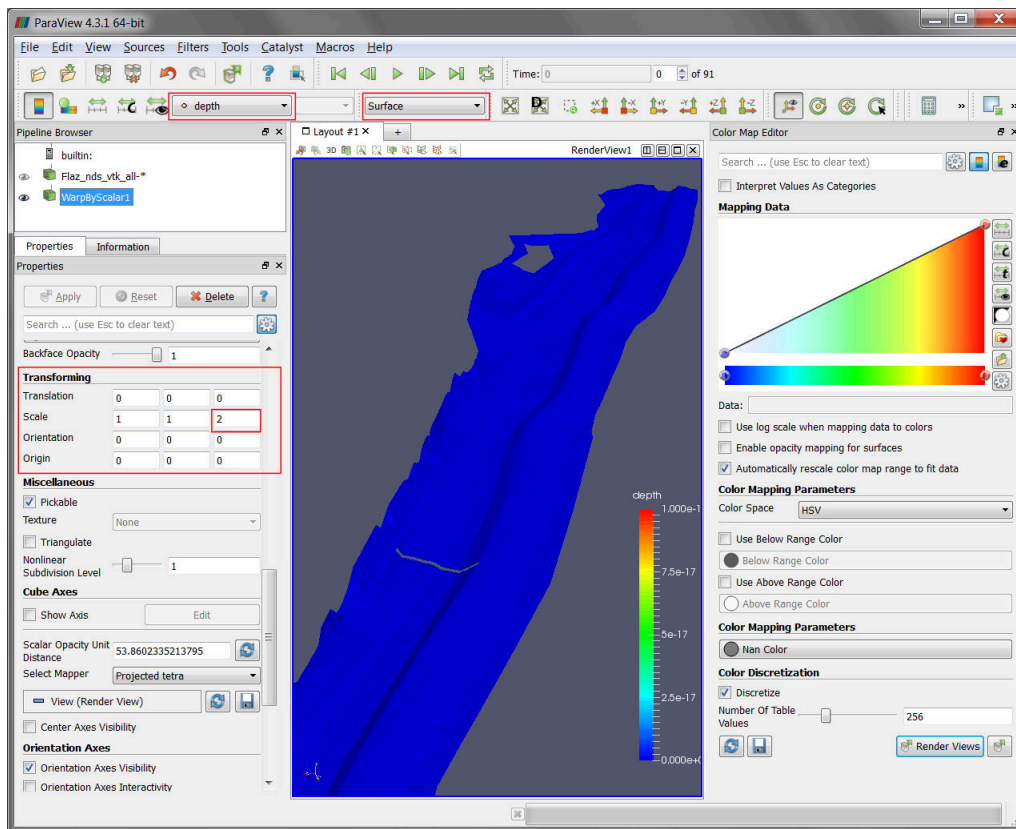 ParaView 4.3.1 64-bit
File Edit View Sources Filters Tools Catalyst Macros Help
Time: 0 0 of 91
depth Surface
Pipeline Browser
builtin:
Flaz_nds_vtk_all-*
WarpByScalar1
Properties Information
Properties
Apply Reset Delete ?
Search ... (use Esc to clear text)
Backface Opacity 1
Transforming
Translation 0 0 0
Scale 1 1 2
Orientation 0 0 0
Origin 0 0 0
Miscellaneous
Pickable
Texture None
Triangulate
Nonlinear
Subdivision Level 1
Cube Axes
Show Axis Edit
Scalar Opacity Unit
Distance 53.8602335213795
Select Mapper Projected tetra
View (Render View)
Center Axes Visibility
Orientation Axes
Orientation Axes Visibility
Orientation Axes Interactivity
Layout #1 +
3D RenderView1
depth
1.000e-1
7.5e-17
5e-17
2.5e-17
0.000e+0
Color Map Editor
Search ... (use Esc to clear text)
Interpret Values As Categories
Mapping Data
Data:
Use log scale when mapping data to colors
Enable opacity mapping for surfaces
Automatically rescale color map range to fit data
Color Mapping Parameters
Color Space HSV
Use Below Range Color
Below Range Color
Use Above Range Color
Above Range Color
Color Mapping Parameters
Nan Color
Color Discretization
Discretize
Number Of Table
Values 256
Render Views